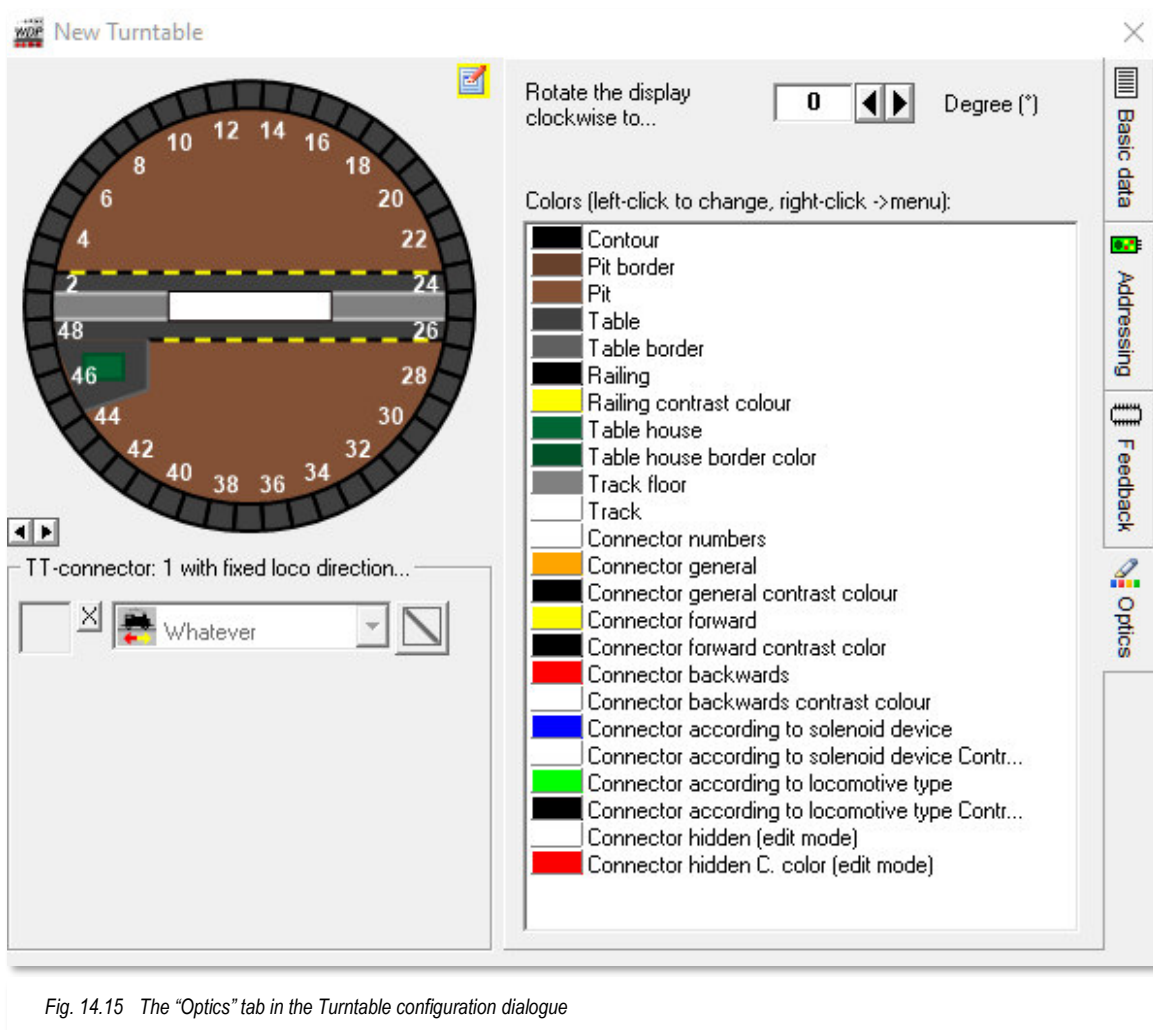 WDP New Turntable
12 14
10 16
8 18
6 20
4 22
2 24
48 26
46 28
44 30
42 32
40 34
38 36
TT-connector: 1 with fixed loco direction...
X Whatever
Rotate the display
clockwise to...
0 Degree (°)
Colors (left-click to change, right-click ->menu):
Contour
Pit border
Pit
Table
Table border
Railing
Railing contrast colour
Table house
Table house border color
Track floor
Track
Connector numbers
Connector general
Connector general contrast colour
Connector forward
Connector forward contrast color
Connector backwards
Connector backwards contrast colour
Connector according to solenoid device
Connector according to solenoid device Contr...
Connector according to locomotive type
Connector according to locomotive type Contr...
Connector hidden (edit mode)
Connector hidden C. color (edit mode)
Basic data
Addressing
Feedback
Optics
Fig. 14.15 The “Optics” tab in the Turntable configuration dialogue